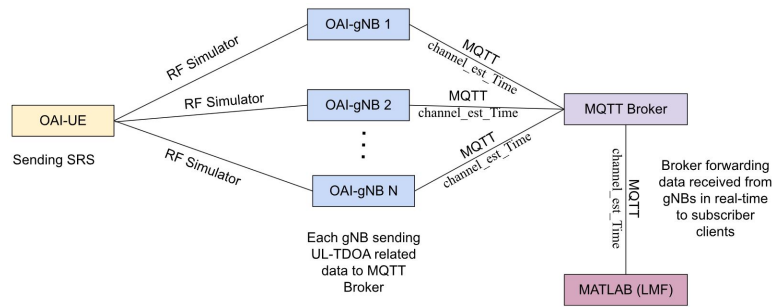 OAI-gNB 1
RF Simulator
MQTT
channel_est_Time
OAI-UE
Sending SRS
RF Simulator
OAI-gNB 2
MQTT
channel_est_Time
MQTT Broker
RF Simulator
OAI-gNB N
MQTT
channel_est_Time
Each gNB sending
UL-TDOA related
data to MQTT
Broker
MQTT
channel_est_Time
Broker forwarding
data received from
gNBs in real-time
to subscriber
clients
MATLAB (LMF)